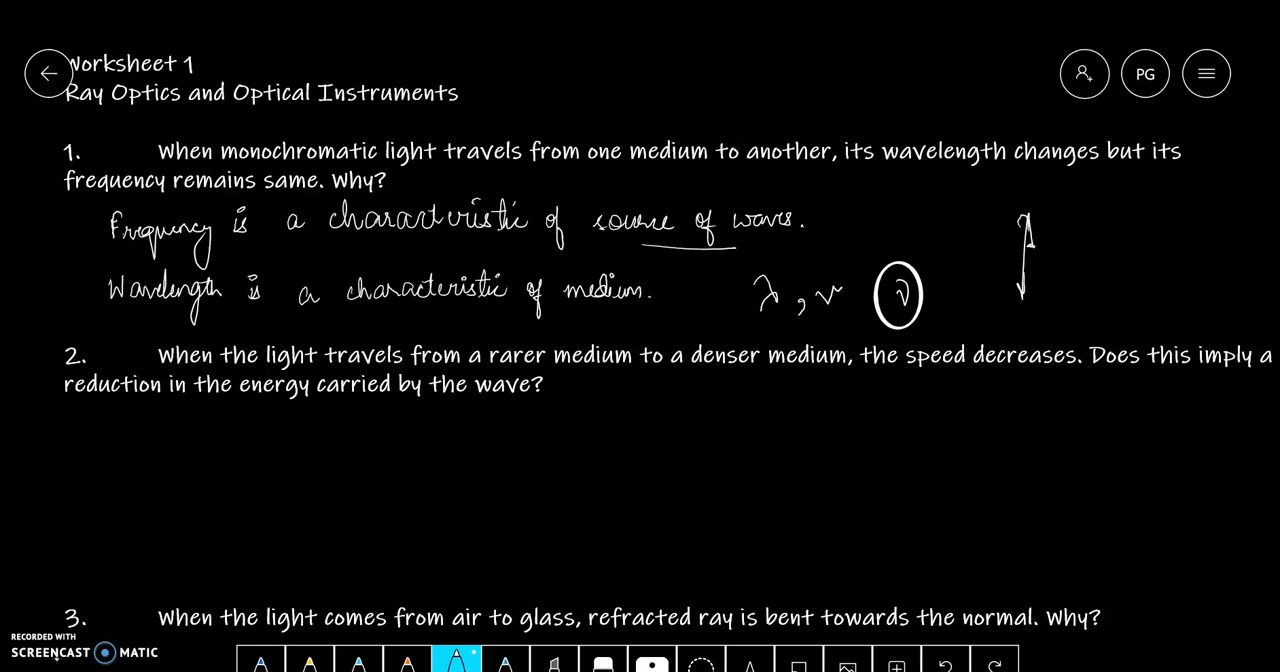 Worksheet 1
PG
Ray Optics and Optical Instruments
1. When monochromatic light travels from one medium to another, its wavelength changes but its
frequency remains same. Why?
Frequency is a characteristic of source of waves.
Wavelength is a characteristic of medium.
λ, v ν
2. When the light travels from a rarer medium to a denser medium, the speed decreases. Does this imply a
reduction in the energy carried by the wave?
3. When the light comes from air to glass, refracted ray is bent towards the normal. Why?
RECORDED WITH
SCREENCAST MATIC